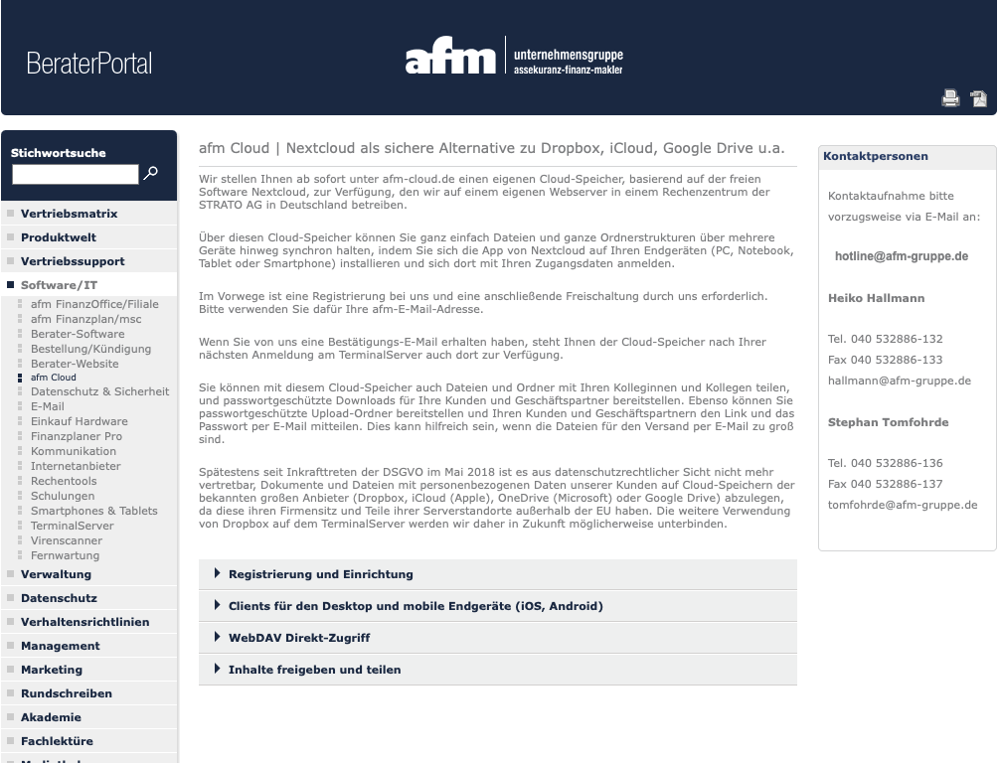 BeraterPortal
afm
unternehmensgruppe
assekuranz-finanz-makler
Stichwortsuche
Vertriebsmatrix
Produktwelt
Vertriebssupport
Software/IT
afm FinanzOffice/Filiale
afm Finanzplan/msc
Berater-Software
Bestellung/Kündigung
Berater-Website
afm Cloud
Datenschutz & Sicherheit
E-Mail
Einkauf Hardware
Finanzplaner Pro
Kommunikation
Internetanbieter
Rechentools
Schulungen
Smartphones & Tablets
TerminalServer
Virenscanner
Fernwartung
Verwaltung
Datenschutz
Verhaltensrichtlinien
Management
Marketing
Rundschreiben
Akademie
Fachlektüre
afm Cloud | Nextcloud als sichere Alternative zu Dropbox, iCloud, Google Drive u.a.
Wir stellen Ihnen ab sofort unter afm-cloud.de einen eigenen Cloud-Speicher, basierend auf der freien
Software Nextcloud, zur Verfügung, den wir auf einem eigenen Webserver in einem Rechenzentrum der
STRATO AG in Deutschland betreiben.
Über diesen Cloud-Speicher können Sie ganz einfach Dateien und ganze Ordnerstrukturen über mehrere
Geräte hinweg synchron halten, indem Sie sich die App von Nextcloud auf Ihren Endgeräten (PC, Notebook,
Tablet oder Smartphone) installieren und sich dort mit Ihren Zugangsdaten anmelden.
Im Vorwege ist eine Registrierung bei uns und eine anschließende Freischaltung durch uns erforderlich.
Bitte verwenden Sie dafür Ihre afm-E-Mail-Adresse.
Wenn Sie von uns eine Bestätigungs-E-Mail erhalten haben, steht Ihnen der Cloud-Speicher nach Ihrer
nächsten Anmeldung am TerminalServer auch dort zur Verfügung.
Sie können mit diesem Cloud-Speicher auch Dateien und Ordner mit Ihren Kolleginnen und Kollegen teilen,
und passwortgeschützte Downloads für Ihre Kunden und Geschäftspartner bereitstellen. Ebenso können Sie
passwortgeschützte Upload-Ordner bereitstellen und Ihren Kunden und Geschäftspartnern den Link und das
Passwort per E-Mail mitteilen. Dies kann hilfreich sein, wenn die Dateien für den Versand per E-Mail zu groß
sind.
Spätestens seit Inkrafttreten der DSGVO im Mai 2018 ist es aus datenschutzrechtlicher Sicht nicht mehr
vertretbar, Dokumente und Dateien mit personenbezogenen Daten unserer Kunden auf Cloud-Speichern der
bekannten großen Anbieter (Dropbox, iCloud (Apple), OneDrive (Microsoft) oder Google Drive) abzulegen,
da diese ihren Firmensitz und Teile ihrer Serverstandorte außerhalb der EU haben. Die weitere Verwendung
von Dropbox auf dem TerminalServer werden wir daher in Zukunft möglicherweise unterbinden.
Registrierung und Einrichtung
Clients für den Desktop und mobile Endgeräte (iOS, Android)
WebDAV Direkt-Zugriff
Inhalte freigeben und teilen
Kontaktpersonen
Kontaktaufnahme bitte
vorzugsweise via E-Mail an:
hotline@afm-gruppe.de
Heiko Hallmann
Tel. 040 532886-132
Fax 040 532886-133
hallmann@afm-gruppe.de
Stephan Tomfohrde
Tel. 040 532886-136
Fax 040 532886-137
tomfohrde@afm-gruppe.de